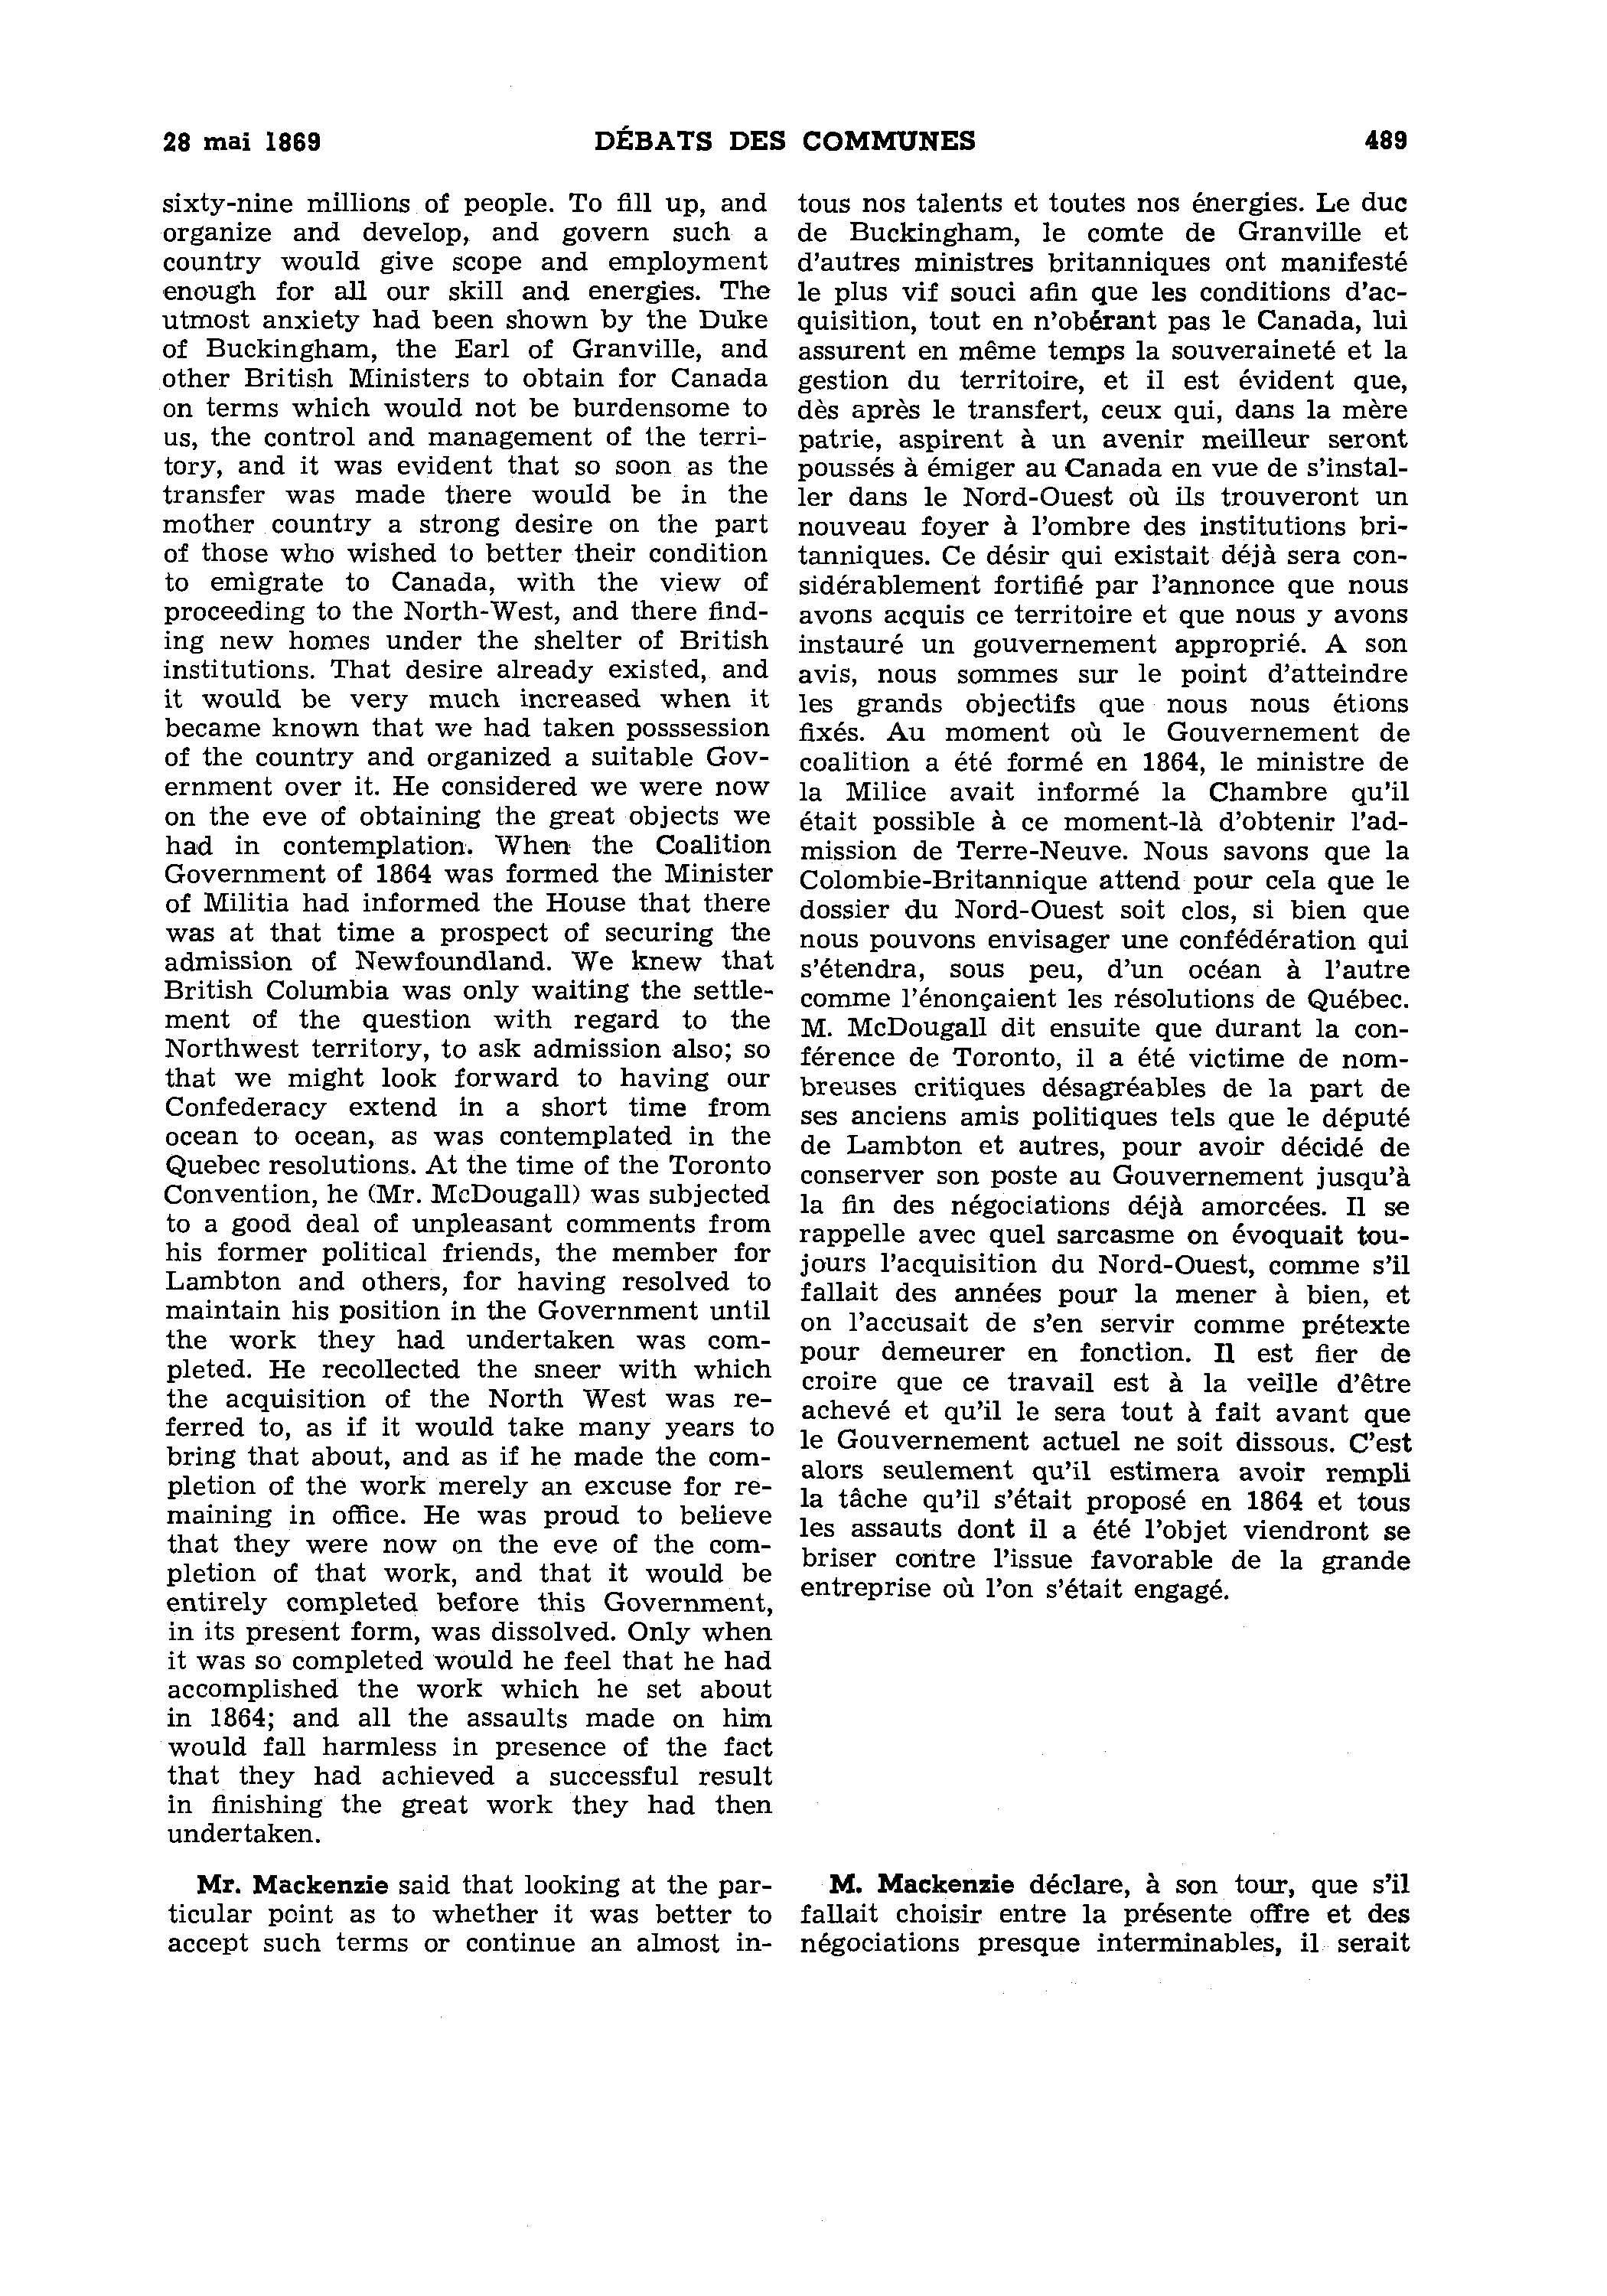 28 mai 1869 DÉBATS DES COMMUNES 489
sixty-nine millions of people. To fill up, and
organize and develop, and govern such a
country would give scope and employment
enough for all our skill and energies. The
utmost anxiety had been shown by the Duke
of Buckingham, the Earl of Granville, and
other British Ministers to obtain for Canada
on terms which would not be burdensome to
us, the control and management of the terri-
tory, and it was evident that so soon as the
transfer was made there would be in the
mother country a strong desire on the part
of those who wished to better their condition
to emigrate to Canada, with the view of
proceeding to the North-West, and there find-
ing new homes under the shelter of British
institutions. That desire already existed, and
it would be very much increased when it
became known that we had taken posssession
of the country and organized a suitable Gov-
ernment over it. He considered we were now
on the eve of obtaining the great objects we
had in contemplation. When the Coalition
Government of 1864 was formed the Minister
of Militia had informed the House that there
was at that time a prospect of securing the
admission of Newfoundland. We knew that
British Columbia was only waiting the settle-
ment of the question with regard to the
Northwest territory, to ask admission also; so
that we might look forward to having our
Confederacy extend in a short time from
ocean to ocean, as was contemplated in the
Quebec resolutions. At the time of the Toronto
Convention, he (Mr. McDougall) was subjected
to a good deal of unpleasant comments from
his former political friends, the member for
Lambton and others, for having resolved to
maintain his position in the Government until
the work they had undertaken was com-
pleted. He recollected the sneer with which
the acquisition of the North West was re-
ferred to, as if it would take many years to
bring that about, and as if he made the com-
pletion of the work merely an excuse for re-
maining in office. He was proud to believe
that they were now on the eve of the com-
pletion of that work, and that it would be
entirely completed before this Government,
in its present form, was dissolved. Only when
it was so completed would he feel that he had
accomplished the work which he set about
in 1864; and all the assaults made on him
would fall harmless in presence of the fact
that they had achieved a successful result
in finishing the great work they had then
undertaken.
Mr. Mackenzie said that looking at the par-
ticular point as to whether it was better to
accept such terms or continue an almost in-
tous nos talents et toutes nos énergies. Le duc
de Buckingham, le comte de Granville et
d'autres ministres britanniques ont manifesté
le plus vif souci afin que les conditions d'ac-
quisition, tout en n'obérant pas le Canada, lui
assurent en même temps la souveraineté et la
gestion du territoire, et il est évident que,
dès après le transfert, ceux qui, dans la mère
patrie, aspirent à un avenir meilleur seront
poussés à émiger au Canada en vue de s'instal-
ler dans le Nord-Ouest où ils trouveront un
nouveau foyer à l'ombre des institutions bri-
tanniques. Ce désir qui existait déjà sera con-
sidérablement fortifié par l'annonce que nous
avons acquis ce territoire et que nous y avons
instauré un gouvernement approprié. A son
avis, nous sommes sur le point d'atteindre
les grands objectifs que nous nous étions
fixés. Au moment où le Gouvernement de
coalition a été formé en 1864, le ministre de
la Milice avait informé la Chambre qu'il
était possible à ce moment-là d'obtenir l'ad-
mission de Terre-Neuve. Nous savons que la
Colombie-Britannique attend pour cela que le
dossier du Nord-Ouest soit clos, si bien que
nous pouvons envisager une confédération qui
s'étendra, sous peu, d'un océan à l'autre
comme l'énonçaient les résolutions de Québec.
M. McDougall dit ensuite que durant la con-
férence de Toronto, il a été victime de nom-
breuses critiques désagréables de la part de
ses anciens amis politiques tels que le député
de Lambton et autres, pour avoir décidé de
conserver son poste au Gouvernement jusqu'à
la fin des négociations déjà amorcées. Il se
rappelle avec quel sarcasme on évoquait tou-
jours l'acquisition du Nord-Ouest, comme s'il
fallait des années pour la mener à bien, et
on l'accusait de s'en servir comme prétexte
pour demeurer en fonction. Il est fier de
croire que ce travail est à la veille d'être
achevé et qu'il le sera tout à fait avant que
le Gouvernement actuel ne soit dissous. C'est
alors seulement qu'il estimera avoir rempli
la tâche qu'il s'était proposé en 1864 et tous
les assauts dont il a été l'objet viendront se
briser contre l'issue favorable de la grande
entreprise où l'on s'était engagé.
M. Mackenzie déclare, à son tour, que s'il
fallait choisir entre la présente offre et des
négociations presque interminables, il serait